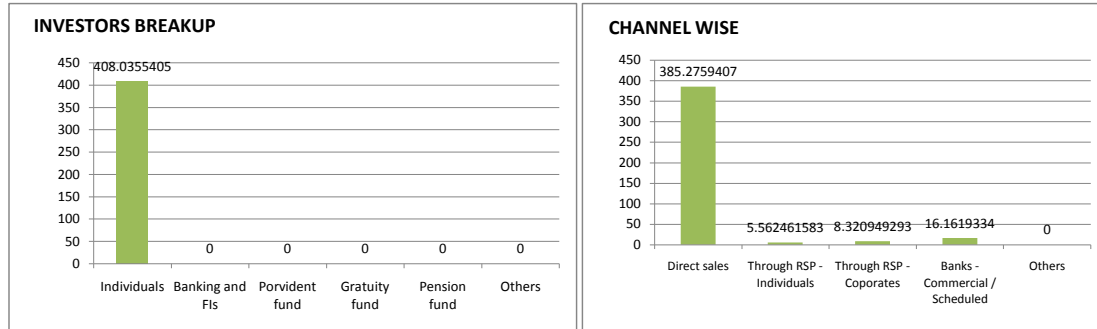 INVESTORS BREAKUP
450
400
350
300
250
200
150
100
50
0
408.0355405
0
0
0
0
0
Individuals
Banking and
FIs
Porvident
fund
Gratuity
fund
Pension
fund
Others
CHANNEL WISE
450
400
350
300
250
200
150
100
50
0
385.2759407
5.562461583
8.320949293
16.1619334
0
Direct sales
Through RSP -
Individuals
Through RSP -
Coporates
Banks -
Commercial /
Scheduled
Others